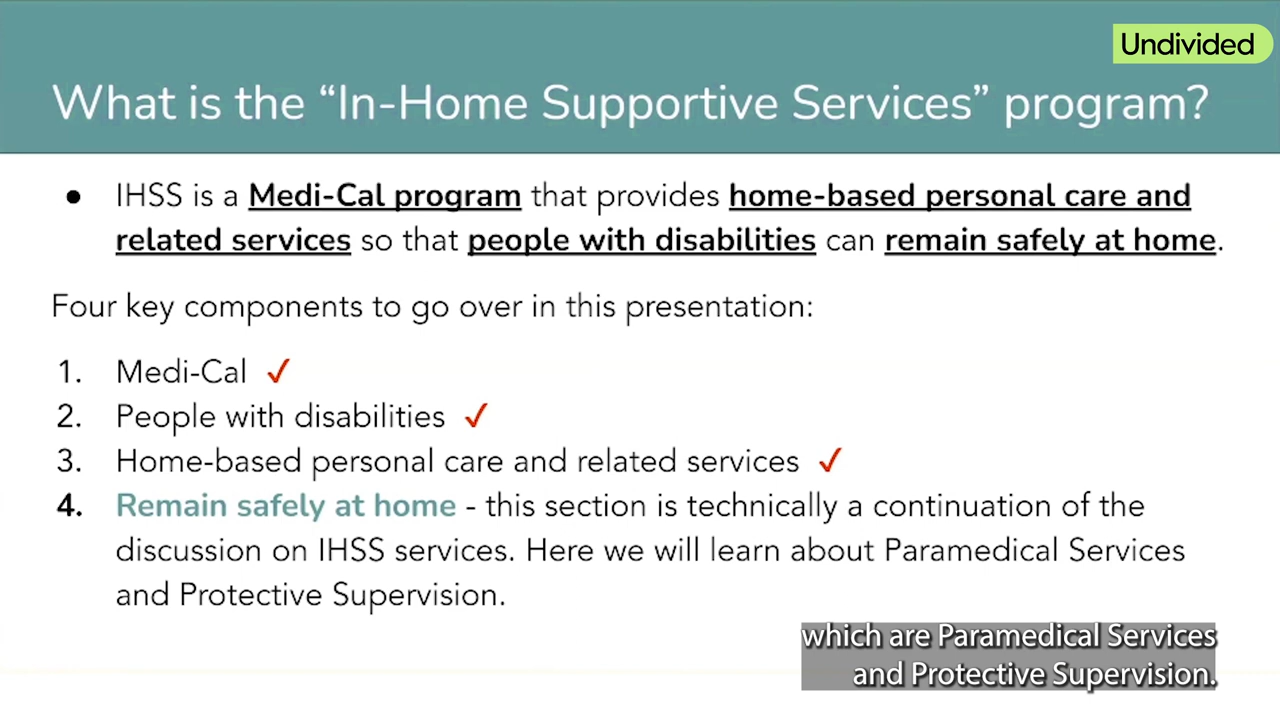 Undivided
What is the “In-Home Supportive Services” program?
● IHSS is a Medi-Cal program that provides home-based personal care and
related services so that people with disabilities can remain safely at home.
Four key components to go over in this presentation:
1. Medi-Cal ✓
2. People with disabilities ✓
3. Home-based personal care and related services ✓
4. Remain safely at home - this section is technically a continuation of the
discussion on IHSS services. Here we will learn about Paramedical Services
and Protective Supervision.
which are Paramedical Services
and Protective Supervision.